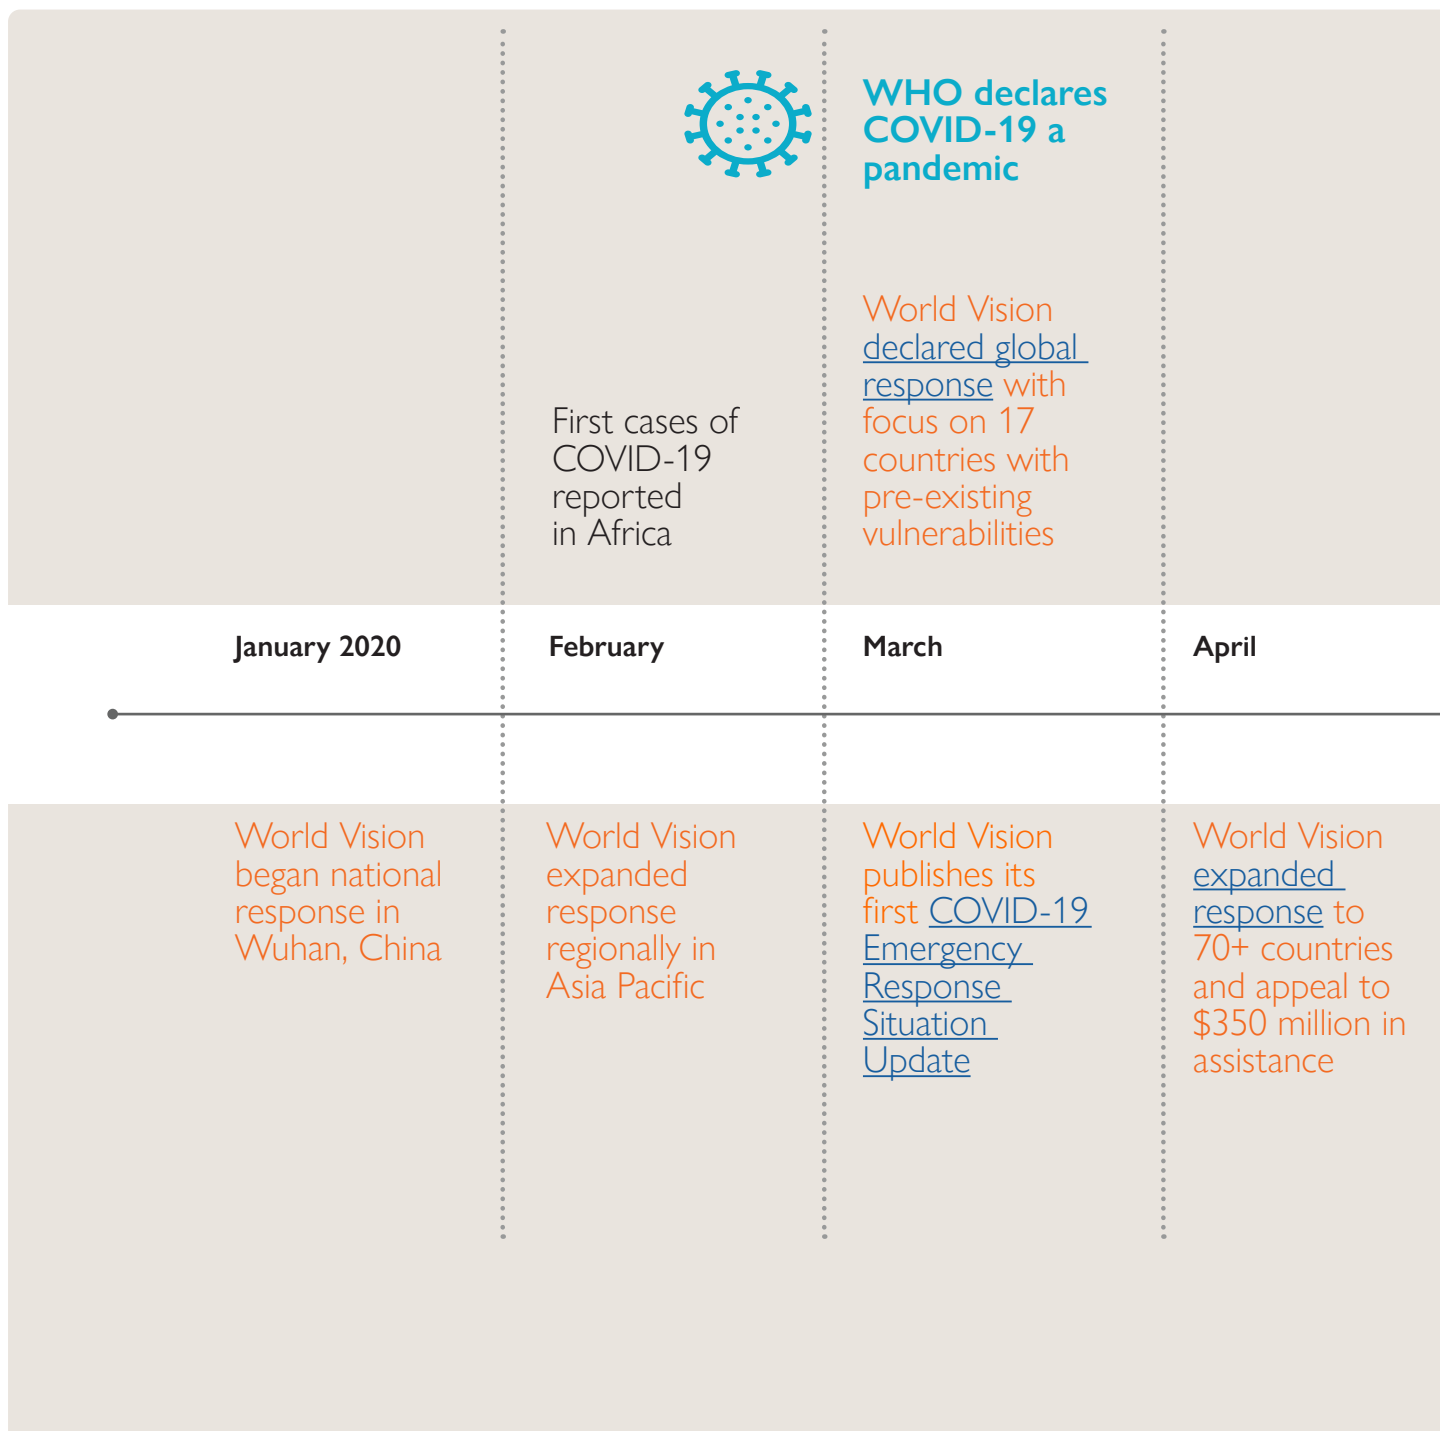 WHO declares
COVID-19 a
pandemic
World Vision
declared global
response with
focus on 17
countries with
pre-existing
vulnerabilities
First cases of
COVID-19
reported
in Africa
January 2020
February
March
April
World Vision
began national
response in
Wuhan, China
World Vision
expanded
response
regionally in
Asia Pacific
World Vision
publishes its
first COVID-19
Emergency
Response
Situation
Update
World Vision
expanded
response to
70+ countries
and appeal to
$350 million in
assistance